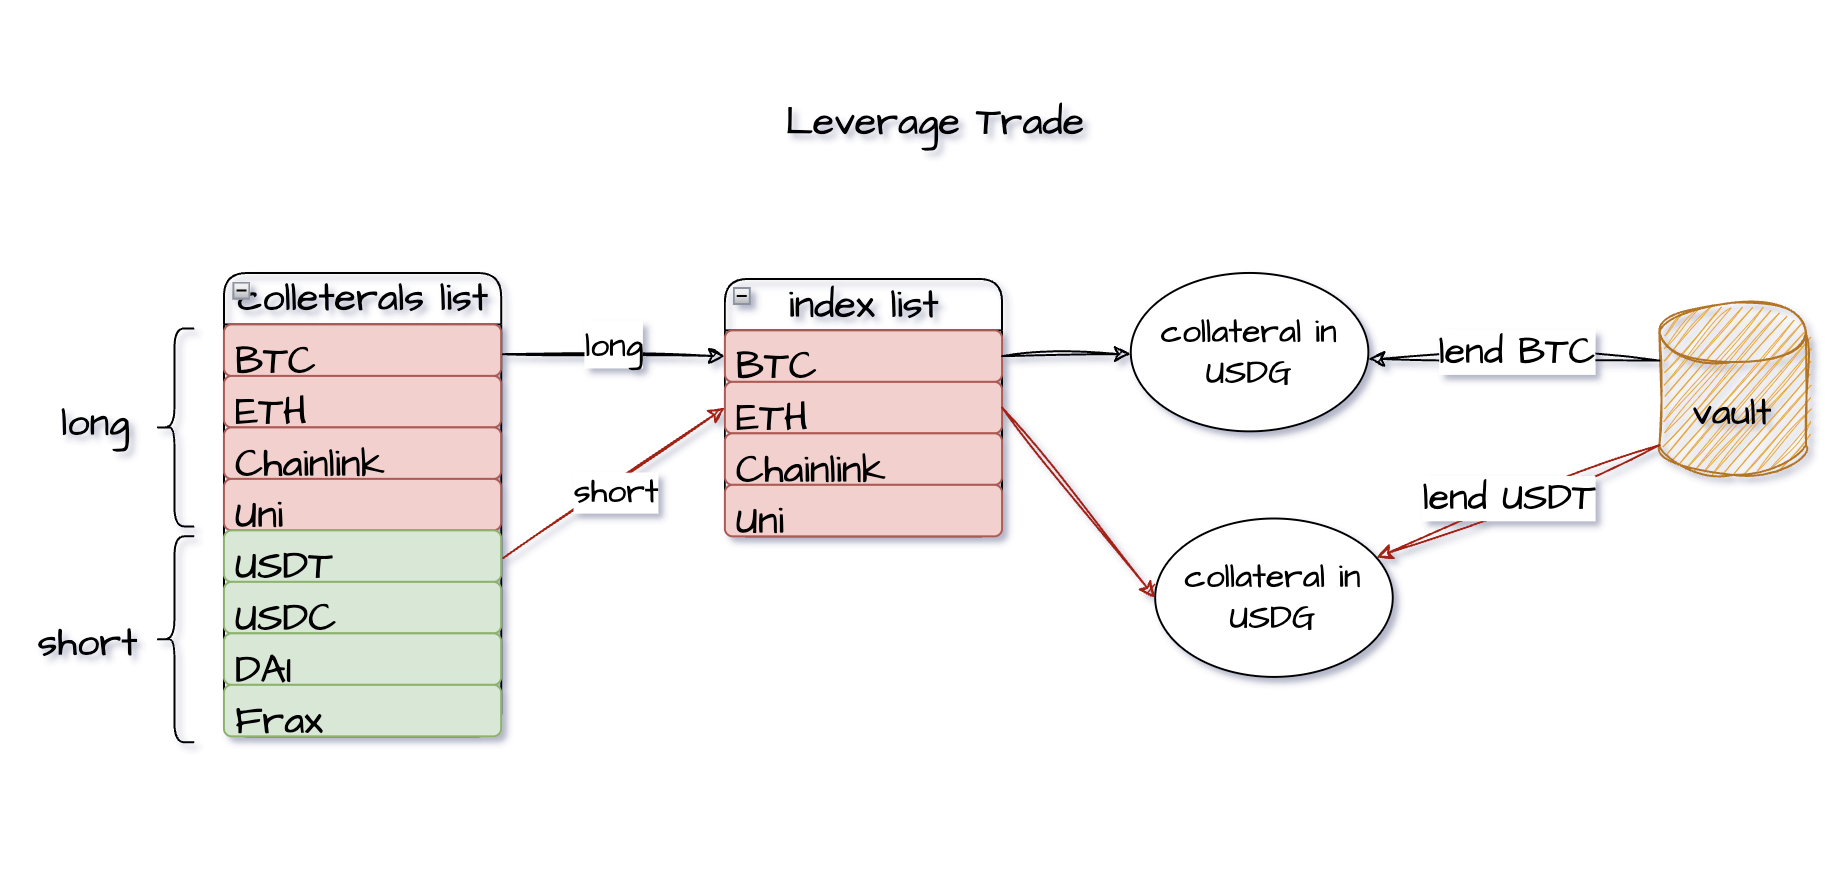 Leverage Trade
colleterals list
BTC
ETH
Chainlink
Uni
USDT
USDC
DAI
Frax
long
short
long
short
index list
BTC
ETH
Chainlink
Uni
collateral in
USDG
collateral in
USDG
lend BTC
lend USDT
vault